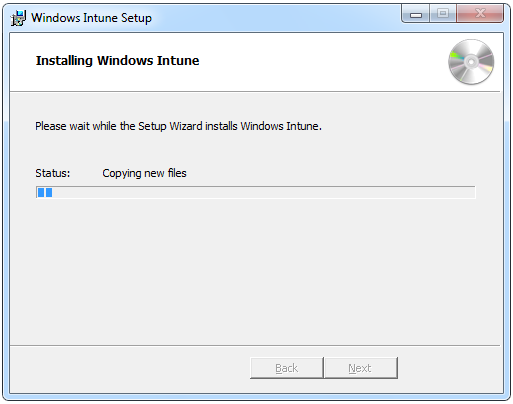 Windows Intune Setup
Installing Windows Intune
Please wait while the Setup Wizard installs Windows Intune.
Status: Copying new files
Back Next